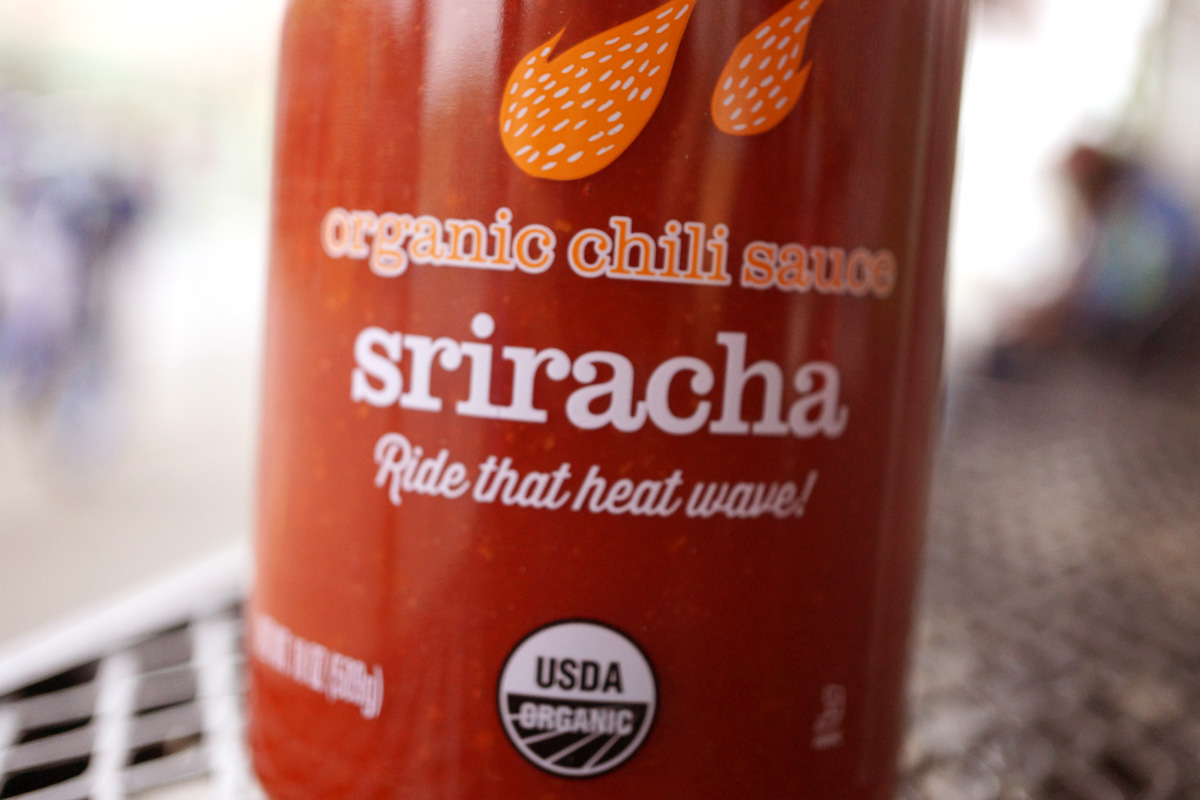 organic chili sauce
sriracha
Ride that heat wave!
USDA
ORGANIC